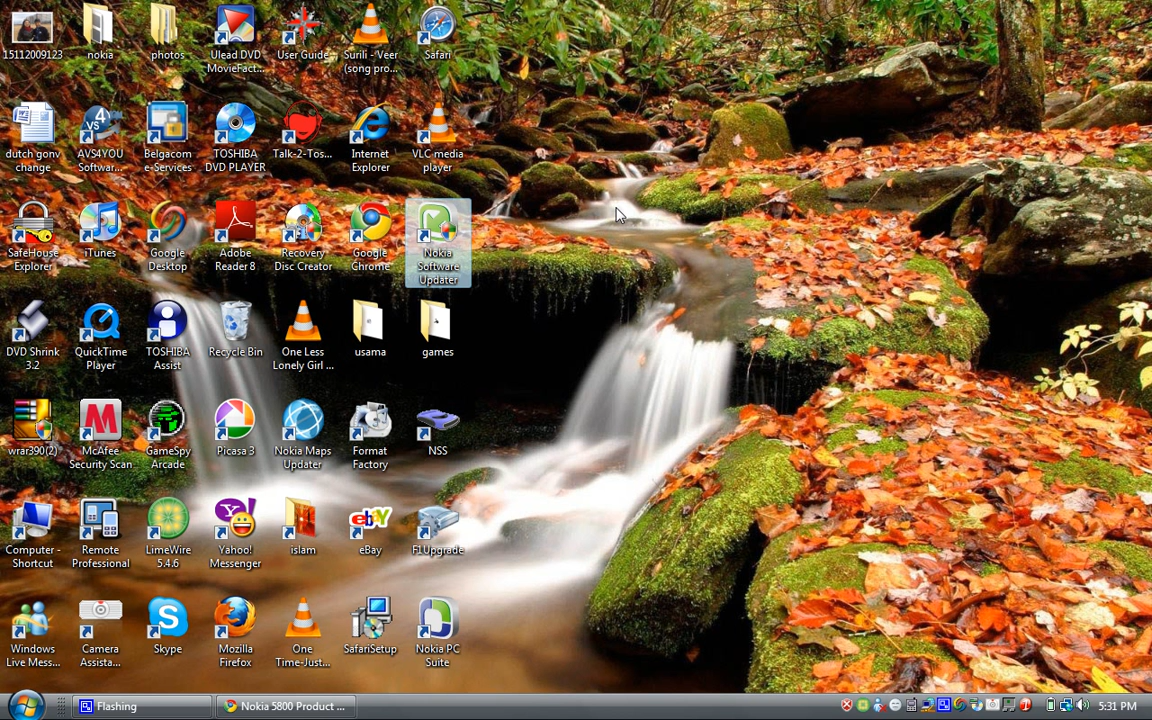 15112009123
nokia
photos
Ulead DVD
MovieFact...
User Guide
Surili - Veer
(song pro...
Safari
dutch gonv
change
AVS4YOU
Softwar...
Belgacom
e-Services
TOSHIBA
DVD PLAYER
Talk-2-Tos...
Internet
Explorer
VLC media
player
SafeHouse
Explorer
iTunes
Google
Desktop
Adobe
Reader 8
Recovery
Disc Creator
Google
Chrome
Nokia
Software
Updater
DVD Shrink
3.2
QuickTime
Player
TOSHIBA
Assist
Recycle Bin
One Less
Lonely Girl ...
usama
games
wrar390(2)
McAfee
Security Scan
GameSpy
Arcade
Picasa 3
Nokia Maps
Updater
Format
Factory
NSS
Computer -
Shortcut
Remote
Professional
LimeWire
5.4.6
Yahoo!
Messenger
islam
eBay
F1Upgrade
Windows
Live Mess...
Camera
Assista...
Skype
Mozilla
Firefox
One
Time-Just...
SafariSetup
Nokia PC
Suite
Flashing
Nokia 5800 Product ...
5:31 PM